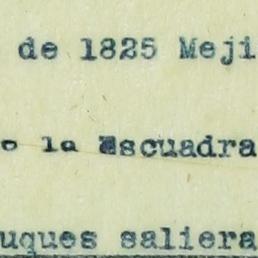 de 1825 Meji
o la Escuadra
uques saliera